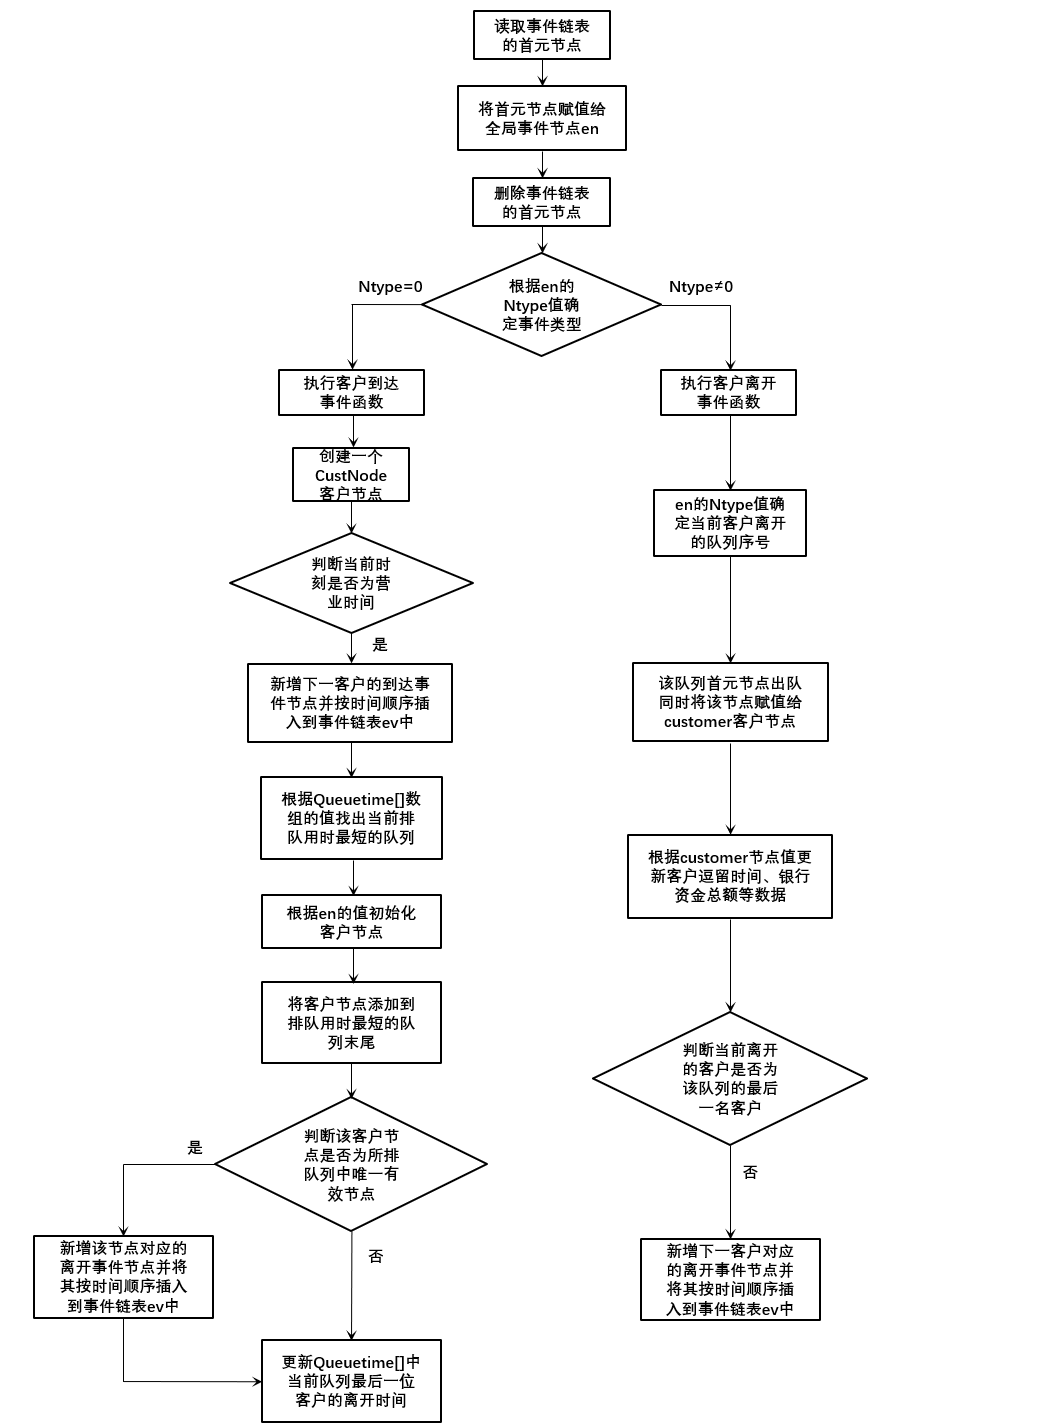 读取事件链表
的首元节点
将首元节点赋值给
全局事件节点en
删除事件链表
的首元节点
Ntype=0
根据en的
Ntype值确
定事件类型
Ntype≠0
执行客户到达
事件函数
创建一个
CustNode
客户节点
判断当前时
刻是否为营
业时间
是
新增下一客户的到达事
件节点并按时间顺序插
入到事件链表ev中
根据Queuetime[]数
组的值找出当前排
队用时最短的队列
根据en的值初始化
客户节点
将客户节点添加到
排队用时最短的队
列末尾
判断该客户节
点是否为所排
队列中唯一有
效节点
是
否
新增该节点对应的
离开事件节点并将
其按时间顺序插入
到事件链表ev中
更新Queuetime[]中
当前队列最后一位
客户的离开时间
执行客户离开
事件函数
en的Ntype值确
定当前客户离开
的队列序号
该队列首元节点出队
同时将该节点赋值给
customer客户节点
根据customer节点值更
新客户逗留时间、银行
资金总额等数据
判断当前离开
的客户是否为
该队列的最后
一名客户
否
新增下一客户对应
的离开事件节点并
将其按时间顺序插
入到事件链表ev中